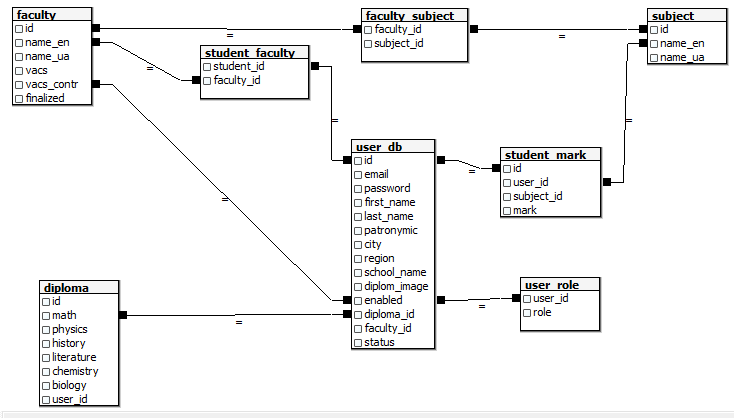 faculty
id
name_en
name_ua
vacs
vacs_contr
finalized
student_faculty
student_id
faculty_id
faculty_subject
faculty_id
subject_id
subject
id
name_en
name_ua
user_db
id
email
password
first_name
last_name
patronymic
city
region
school_name
diplom_image
enabled
diploma_id
faculty_id
status
student_mark
id
user_id
subject_id
mark
diploma
id
math
physics
history
literature
chemistry
biology
user_id
user_role
user_id
role
=
=
=
=
=
=
=
=
=